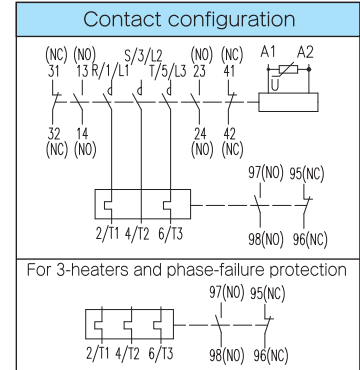 Contact configuration
(NC) (NO) S/3/L2 (NO) (NC) A1 A2
31 13 R/1/L1 T/5/L3 23 41
U
32 14 24 42
(NC) (NO) (NO) (NC)
97(NO) 95(NC)
2/T1 4/T2 6/T3 98(NO) 96(NC)
For 3-heaters and phase-failure protection
97(NO) 95(NC)
2/T1 4/T2 6/T3 98(NO) 96(NC)